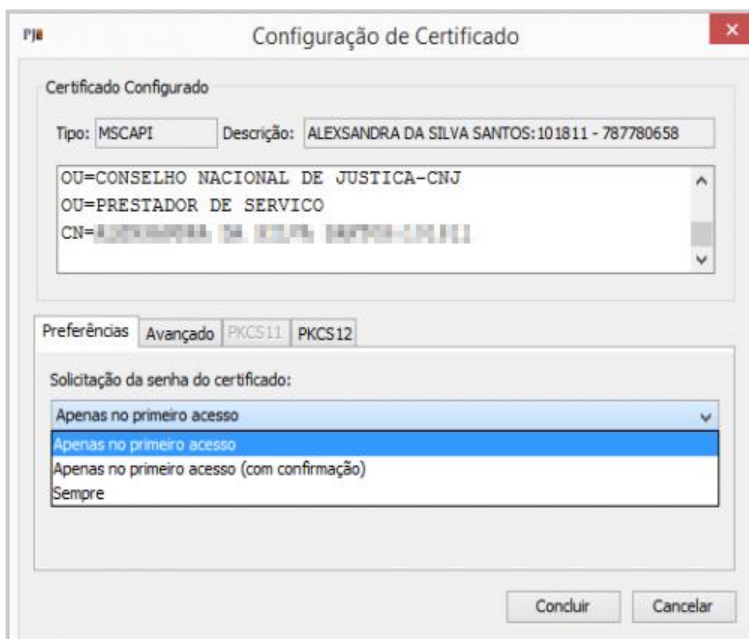 PJe
Configuração de Certificado
Certificado Configurado
Tipo: MSCAPI Descrição: ALEXSANDRA DA SILVA SANTOS:101811 - 787780658
OU=CONSELHO NACIONAL DE JUSTICA-CNJ
OU=PRESTADOR DE SERVICO
CN=
Preferências Avançado PKCS11 PKCS12
Solicitação da senha do certificado:
Apenas no primeiro acesso
Apenas no primeiro acesso
Apenas no primeiro acesso (com confirmação)
Sempre
Concluir Cancelar